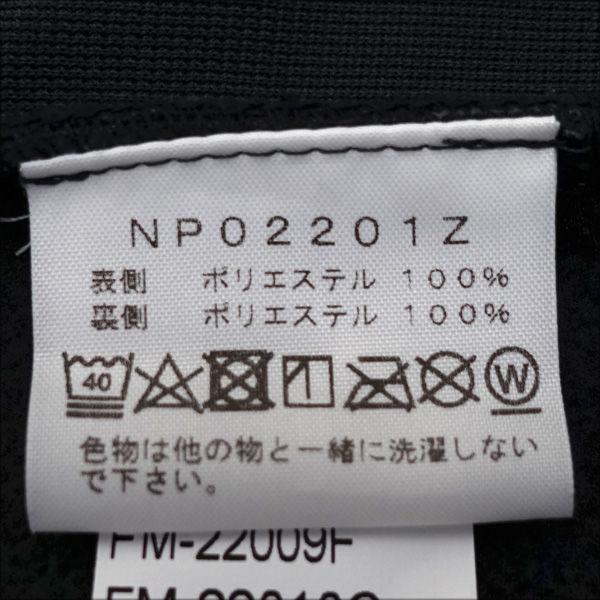 NP02201Z
表側 ポリエステル 100%
裏側 ポリエステル 100%
40 W
色物は他の物と一緒に洗濯しない
で下さい。
FM-22009F